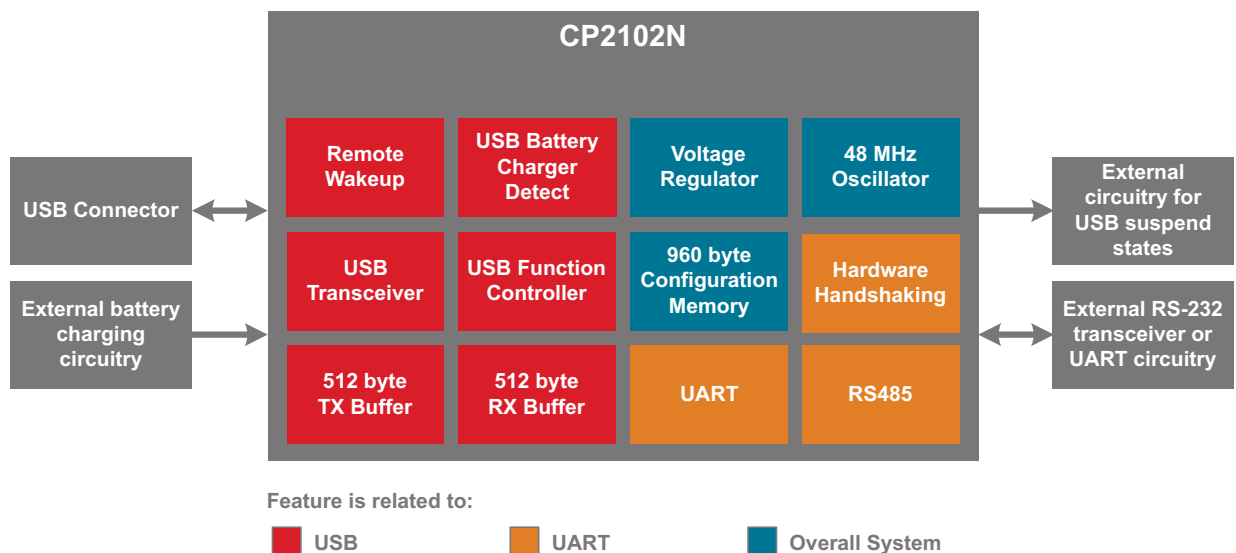 CP2102N
Remote
Wakeup
USB Battery
Charger
Detect
Voltage
Regulator
48 MHz
Oscillator
USB Connector
External
circuitry for
USB suspend
states
USB
Transceiver
USB Function
Controller
960 byte
Configuration
Memory
Hardware
Handshaking
External battery
charging
circuitry
External RS-232
transceiver or
UART circuitry
512 byte
TX Buffer
512 byte
RX Buffer
UART
RS485
Feature is related to:
USB
UART
Overall System